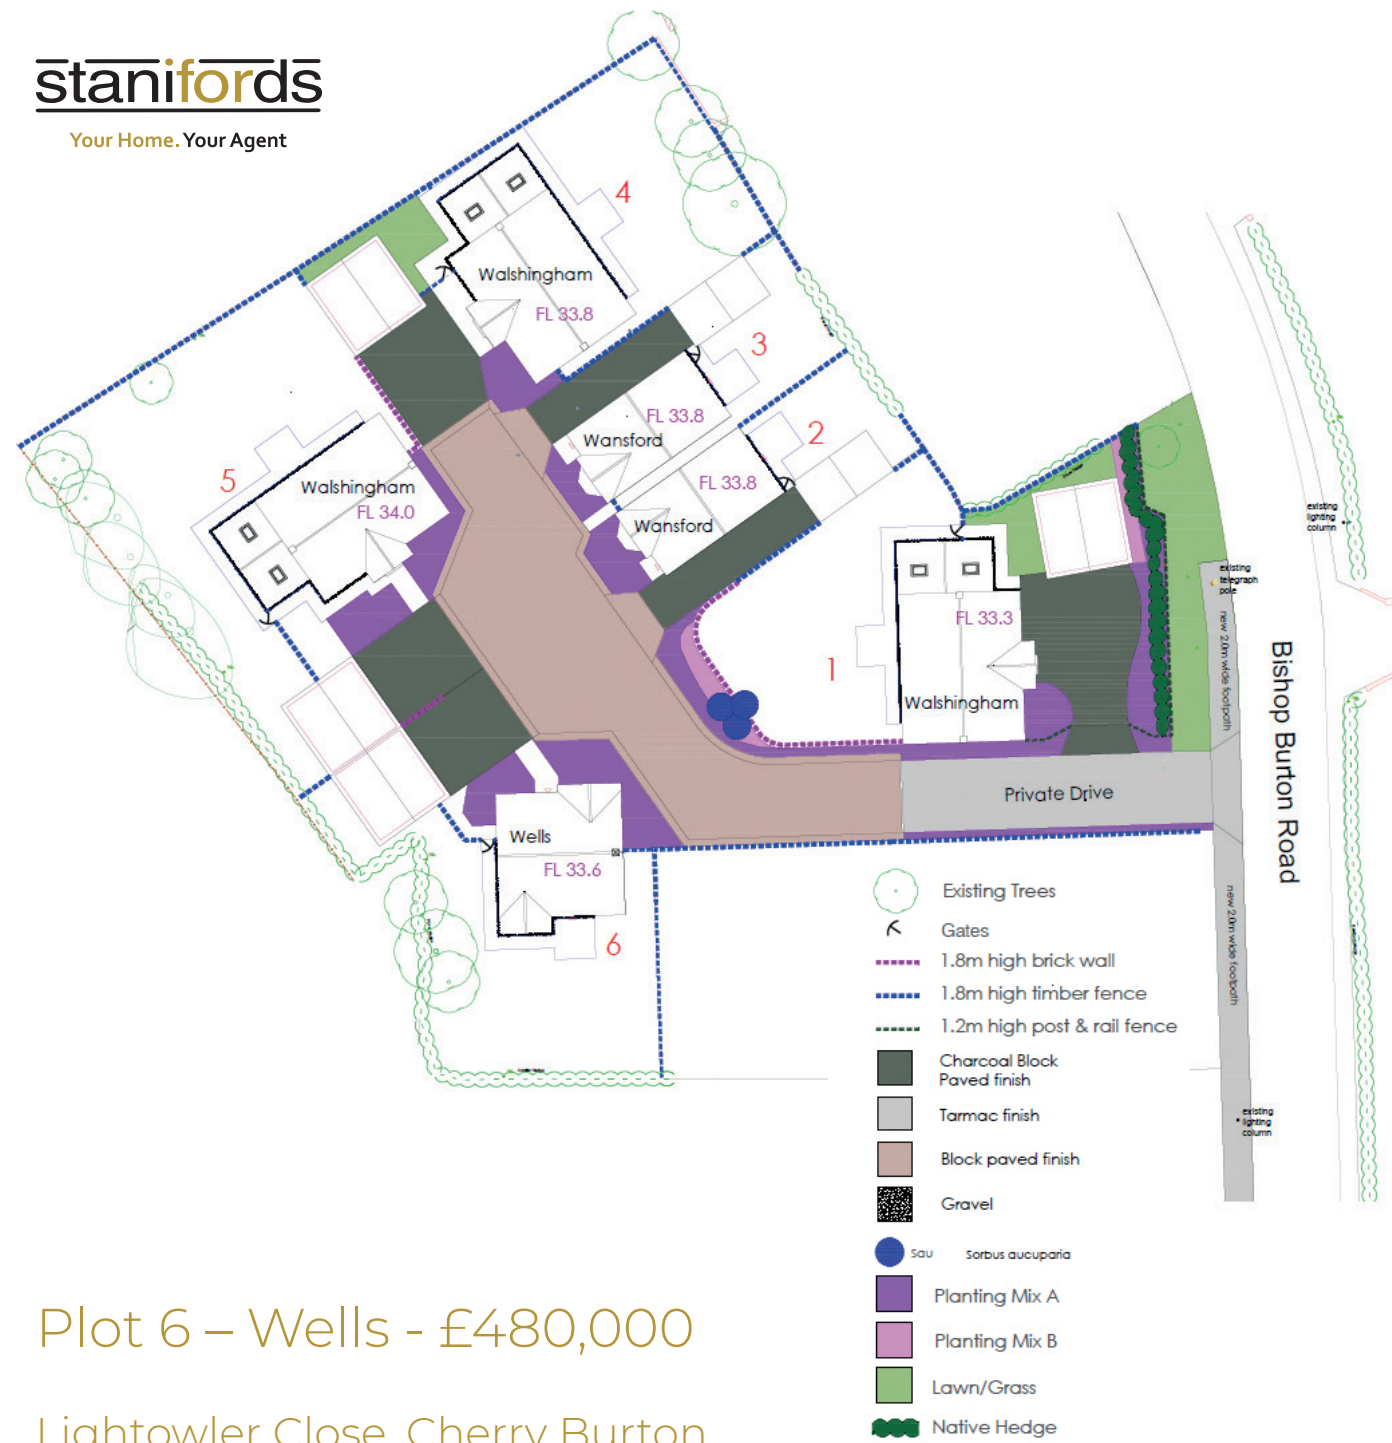 stanifords
Your Home. Your Agent
4
Walshingham
FL 33.8
3
FL 33.8
Wansford
2
FL 33.8
Wansford
5
Walshingham
FL 34.0
1
FL 33.3
Walshingham
existing
lighting
column
existing
telegraph
pole
new 2.0m wide footpath
Bishop Burton Road
Private Drive
Wells
FL 33.6
6
new 2.0m wide footpath
existing
lighting
column
Existing Trees
Gates
1.8m high brick wall
1.8m high timber fence
1.2m high post & rail fence
Charcoal Block
Paved finish
Tarmac finish
Block paved finish
Gravel
Sau Sorbus aucuparia
Planting Mix A
Planting Mix B
Lawn/Grass
Native Hedge
Plot 6 – Wells - £480,000
Lightowler Close, Cherry Burton